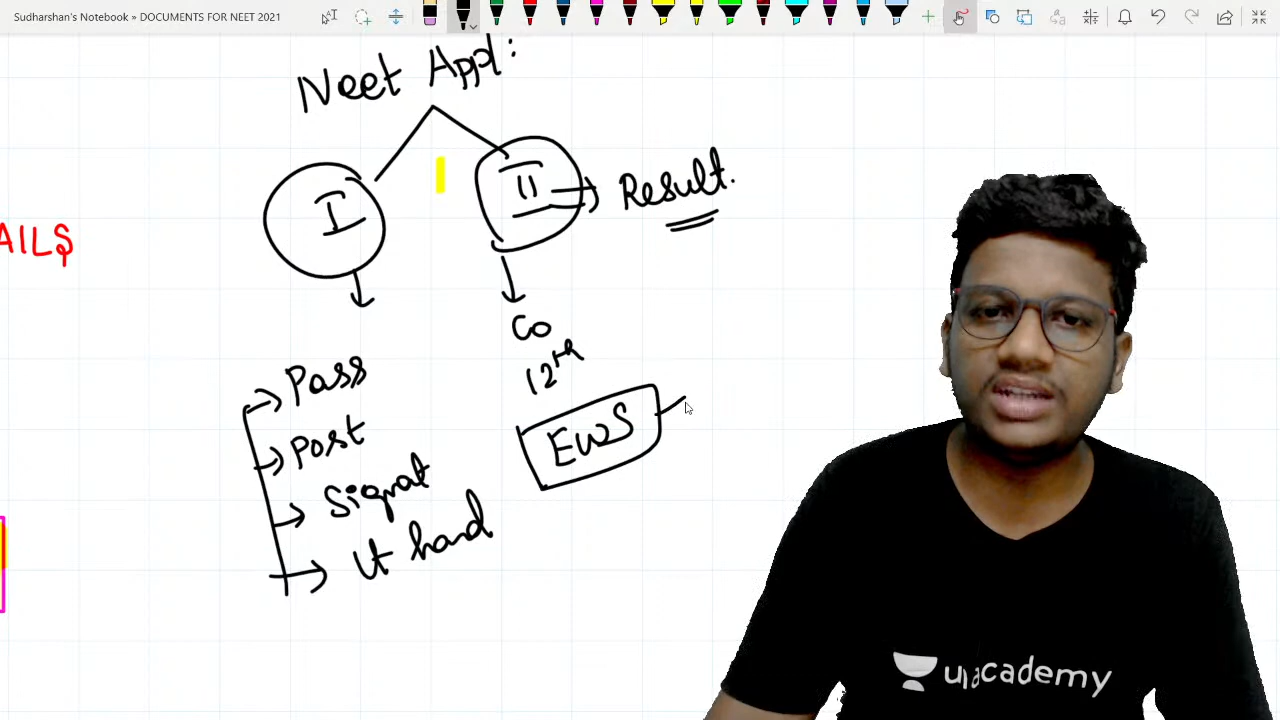 Sudharshan's Notebook » DOCUMENTS FOR NEET 2021
Neet Appl:
I
II
Result.
AILS
Co
12th
Pass
EWS
Post
Signat
Lt hand
unacademy